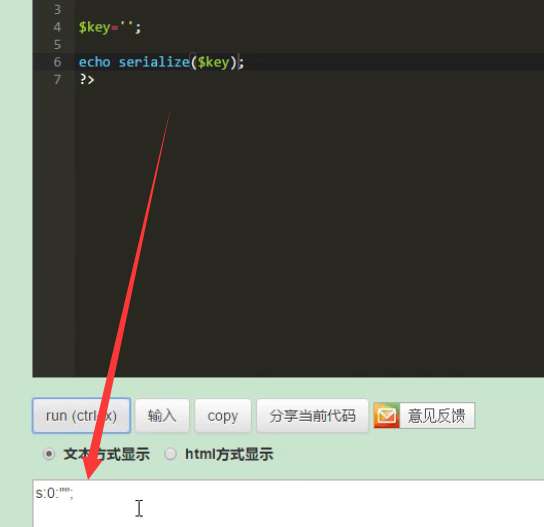 3
4 $key='';
5
6 echo serialize($key);
7 ?>
run (ctrl+x) 输入 copy 分享当前代码 意见反馈
文本方式显示 html方式显示
s:0:"";